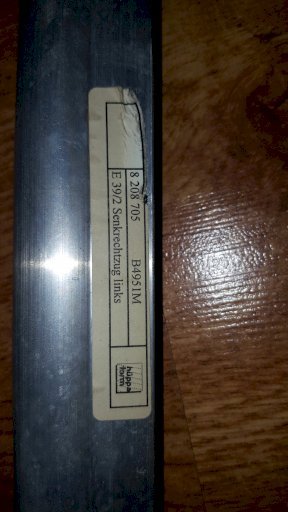 8 208 705 B4951M
E 39/2 Senkrechtzug links
hüppe
form